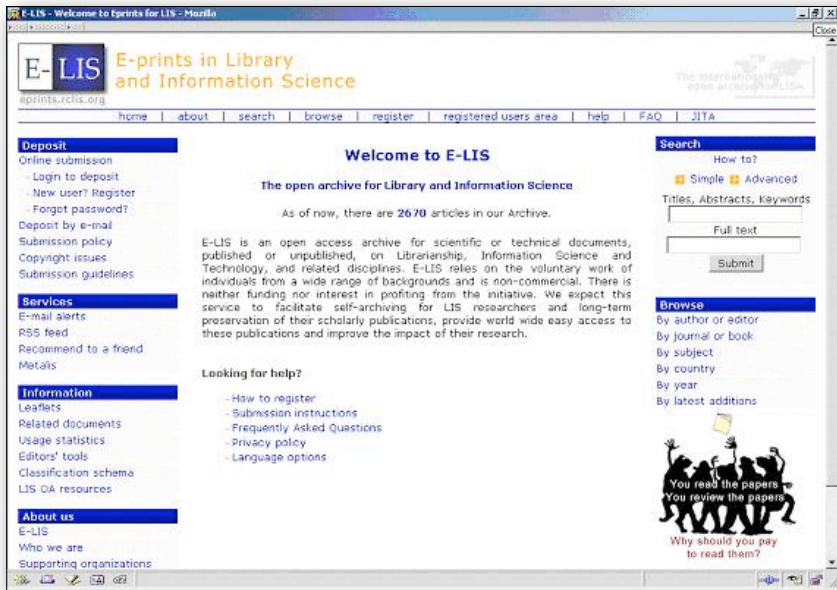 E-LIS - Welcome to Eprints for LIS - Mozilla
Close
E-LIS
E-prints in Library
and Information Science
eprints.rclis.org
The international
open archive for LIS
home | about | search | browse | register | registered users area | help | FAQ | JITA
Deposit
Online submission
- Login to deposit
- New user? Register
- Forgot password?
Deposit by e-mail
Submission policy
Copyright issues
Submission guidelines
Services
E-mail alerts
RSS feed
Recommend to a friend
Metalis
Information
Leaflets
Related documents
Usage statistics
Editors' tools
Classification schema
LIS OA resources
About us
E-LIS
Who we are
Supporting organizations
Welcome to E-LIS
The open archive for Library and Information Science
As of now, there are 2670 articles in our Archive.
E-LIS is an open access archive for scientific or technical documents,
published or unpublished, on Librarianship, Information Science and
Technology, and related disciplines. E-LIS relies on the voluntary work of
individuals from a wide range of backgrounds and is non-commercial. There is
neither funding nor interest in profiting from the initiative. We expect this
service to facilitate self-archiving for LIS researchers and long-term
preservation of their scholarly publications, provide world wide easy access to
these publications and improve the impact of their research.
Looking for help?
- How to register
- Submission instructions
- Frequently Asked Questions
- Privacy policy
- Language options
Search
How to?
Simple Advanced
Titles, Abstracts, Keywords
Full text
Submit
Browse
By author or editor
By journal or book
By subject
By country
By year
By latest additions
You read the papers
You review the papers
Why should you pay
to read them?